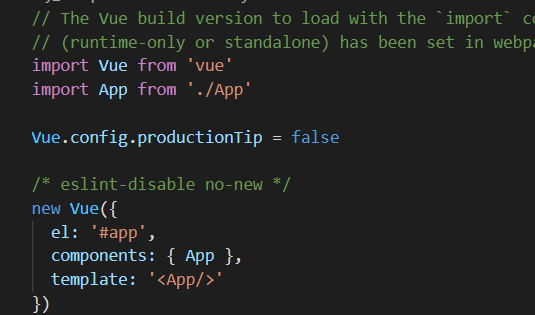 // The Vue build version to load with the `import`
// (runtime-only or standalone) has been set in
import Vue from 'vue'
import App from './App'
Vue.config.productionTip = false
/* eslint-disable no-new */
new Vue({
el: '#app',
components: { App },
template: '<App/>'
})